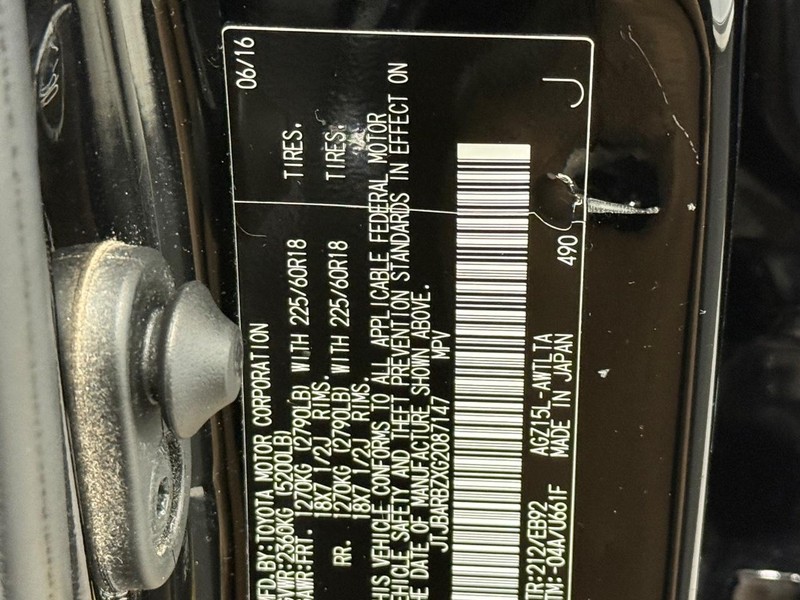 MFD.BY:TOYOTA MOTOR CORPORATION 06/16
GVWR:2360KG (5200LB)
GAWR:FRT. 1270KG (2790LB) WITH 225/60R18 TIRES,
18X7 1/2J RIMS.
RR. 1270KG (2790LB) WITH 225/60R18 TIRES,
18X7 1/2J RIMS.
THIS VEHICLE CONFORMS TO ALL APPLICABLE FEDERAL MOTOR
VEHICLE SAFETY AND THEFT PREVENTION STANDARDS IN EFFECT ON
THE DATE OF MANUFACTURE SHOWN ABOVE.
JTJBARBZXG2087147 MPV
TR:212/EB92 AGZ15L-AWTLTA
TM:-04A/U661F MADE IN JAPAN 490 J